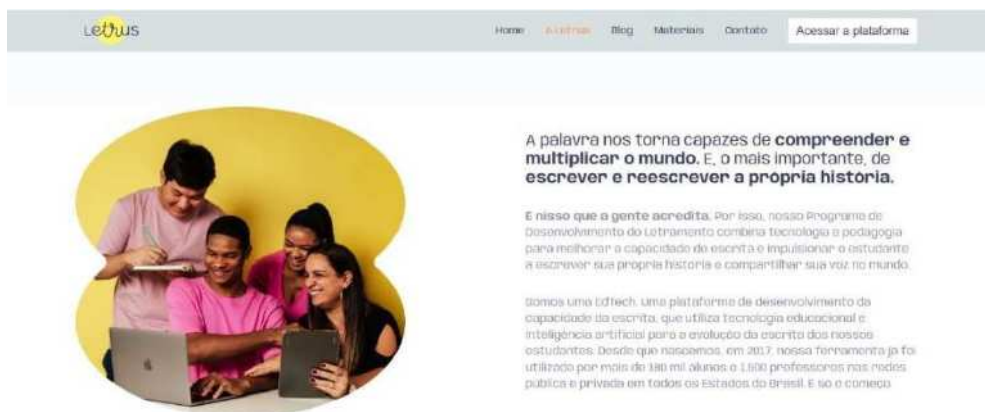 Letrus
Home A Letrus Blog Materiais Contato Acessar a plataforma
A palavra nos torna capazes de compreender e
multiplicar o mundo. E, o mais importante, de
escrever e reescrever a própria história.
É nisso que a gente acredita. Por isso, nosso Programa de
Desenvolvimento do Letramento combina tecnologia e pedagogia
para melhorar a capacidade de escrita e impulsionar o estudante
a escrever sua própria história e compartilhar sua voz no mundo.
Somos uma EdTech. Uma plataforma de desenvolvimento da
capacidade da escrita, que utiliza tecnologia educacional e
inteligência artificial para a evolução da escrita dos nossos
estudantes. Desde que nascemos, em 2017, nossa ferramenta já foi
utilizada por mais de 180 mil alunos e 1.500 professores nas redes
pública e privada em todos os Estados do Brasil. E só o começo